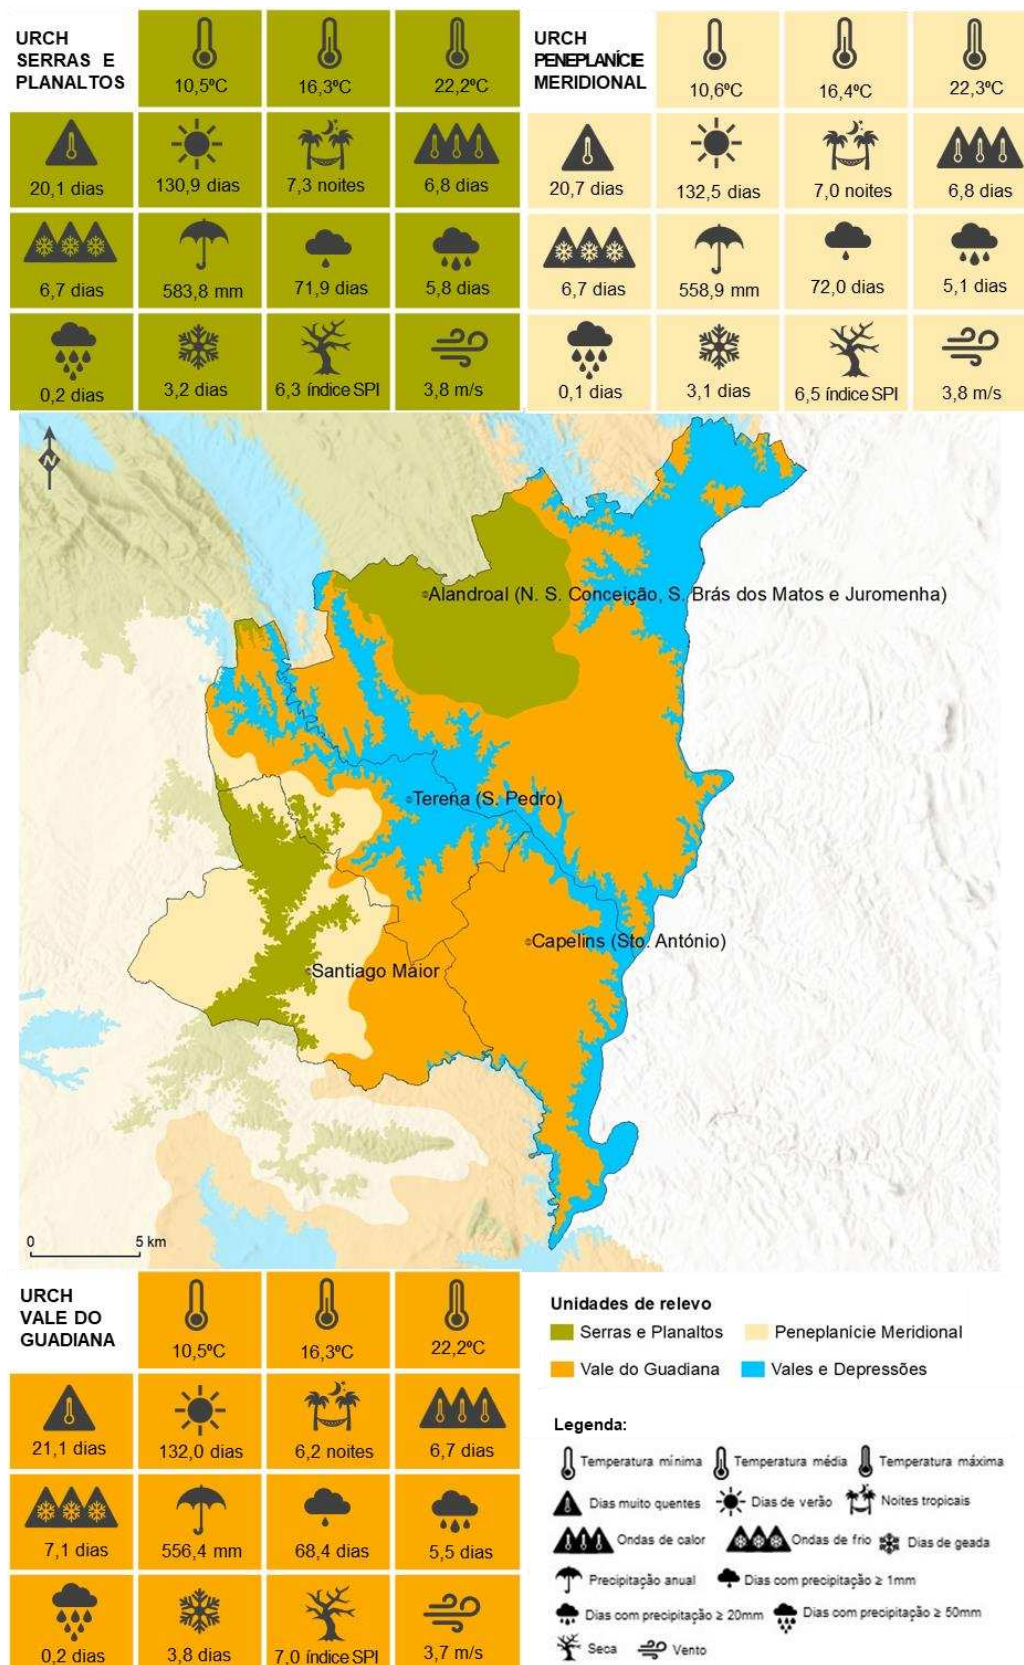 URCH
SERRAS E
PLANALTOS
10,5ºC
16,3ºC
22,2ºC
20,1 dias
130,9 dias
7,3 noites
6,8 dias
6,7 dias
583,8 mm
71,9 dias
5,8 dias
0,2 dias
3,2 dias
6,3 índice SPI
3,8 m/s
URCH
PENEPLANÍCIE
MERIDIONAL
10,6ºC
16,4ºC
22,3ºC
20,7 dias
132,5 dias
7,0 noites
6,8 dias
6,7 dias
558,9 mm
72,0 dias
5,1 dias
0,1 dias
3,1 dias
6,5 índice SPI
3,8 m/s
N
Alandroal (N. S. Conceição, S. Brás dos Matos e Juromenha)
Terena (S. Pedro)
Capelins (Sto. António)
Santiago Maior
0 5 km
URCH
VALE DO
GUADIANA
10,5ºC
16,3ºC
22,2ºC
21,1 dias
132,0 dias
6,2 noites
6,7 dias
7,1 dias
556,4 mm
68,4 dias
5,5 dias
0,2 dias
3,8 dias
7,0 índice SPI
3,7 m/s
Unidades de relevo
Serras e Planaltos Peneplanície Meridional
Vale do Guadiana Vales e Depressões
Legenda:
Temperatura mínima Temperatura média Temperatura máxima
Dias muito quentes Dias de verão Noites tropicais
Ondas de calor Ondas de frio Dias de geada
Precipitação anual Dias com precipitação ≥ 1mm
Dias com precipitação ≥ 20mm Dias com precipitação ≥ 50mm
Seca Vento